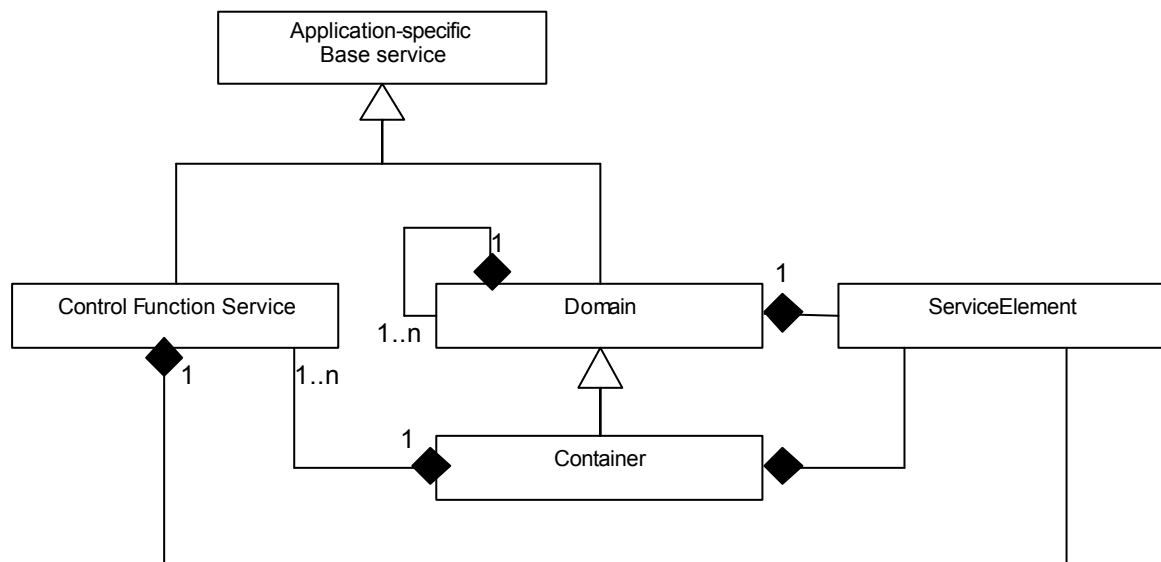 Application-specific
Base service
1
1
Control Function Service
Domain
ServiceElement
1..n
1
1..n
1
Container